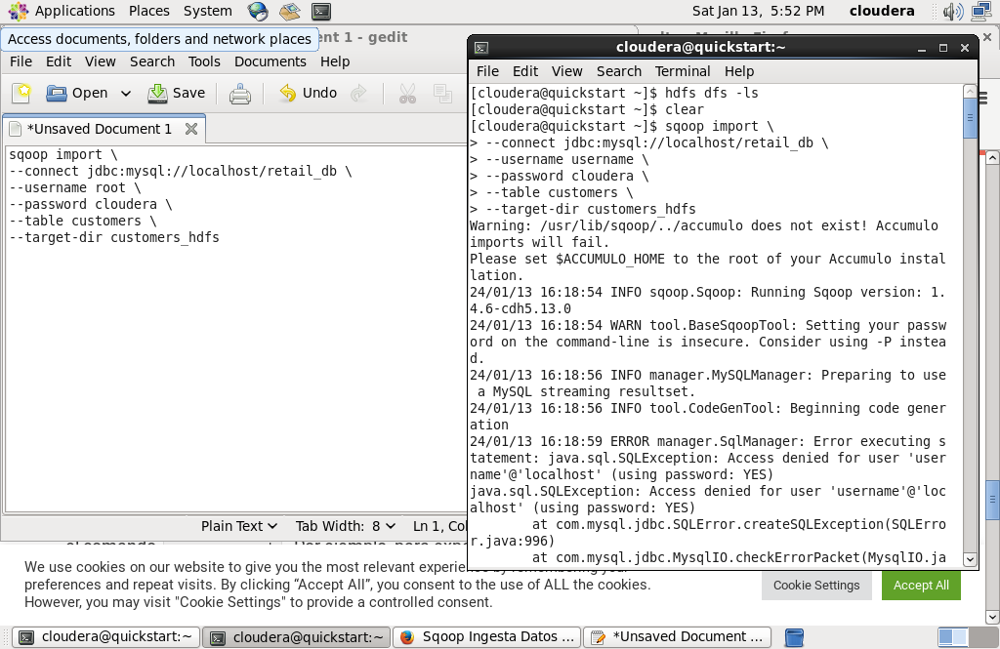 Applications Places System Sat Jan 13, 5:52 PM cloudera
Access documents, folders and network places
nt 1 - gedit
File Edit View Search Tools Documents Help
Open Save Undo
*Unsaved Document 1
sqoop import \
--connect jdbc:mysql://localhost/retail_db \
--username root \
--password cloudera \
--table customers \
--target-dir customers_hdfs
Plain Text Tab Width: 8 Ln 1, Col
cloudera@quickstart:~
File Edit View Search Terminal Help
[cloudera@quickstart ~]$ hdfs dfs -ls
[cloudera@quickstart ~]$ clear
[cloudera@quickstart ~]$ sqoop import \
> --connect jdbc:mysql://localhost/retail_db \
> --username username \
> --password cloudera \
> --table customers \
> --target-dir customers_hdfs
Warning: /usr/lib/sqoop/../accumulo does not exist! Accumulo
imports will fail.
Please set $ACCUMULO_HOME to the root of your Accumulo instal
lation.
24/01/13 16:18:54 INFO sqoop.Sqoop: Running Sqoop version: 1.
4.6-cdh5.13.0
24/01/13 16:18:54 WARN tool.BaseSqoopTool: Setting your passw
ord on the command-line is insecure. Consider using -P instea
d.
24/01/13 16:18:56 INFO manager.MySQLManager: Preparing to use
 a MySQL streaming resultset.
24/01/13 16:18:56 INFO tool.CodeGenTool: Beginning code gener
ation
24/01/13 16:18:59 ERROR manager.SqlManager: Error executing s
tatement: java.sql.SQLException: Access denied for user 'user
name'@'localhost' (using password: YES)
java.sql.SQLException: Access denied for user 'username'@'loc
alhost' (using password: YES)
        at com.mysql.jdbc.SQLError.createSQLException(SQLErro
r.java:996)
        at com.mysql.jdbc.MysqlIO.checkErrorPacket(MysqlIO.ja
We use cookies on our website to give you the most relevant experience by remembering your
preferences and repeat visits. By clicking “Accept All”, you consent to the use of ALL the cookies.
However, you may visit "Cookie Settings" to provide a controlled consent.
Cookie Settings Accept All
cloudera@quickstart:~ cloudera@quickstart:~ Sqoop Ingesta Datos ... *Unsaved Document ...